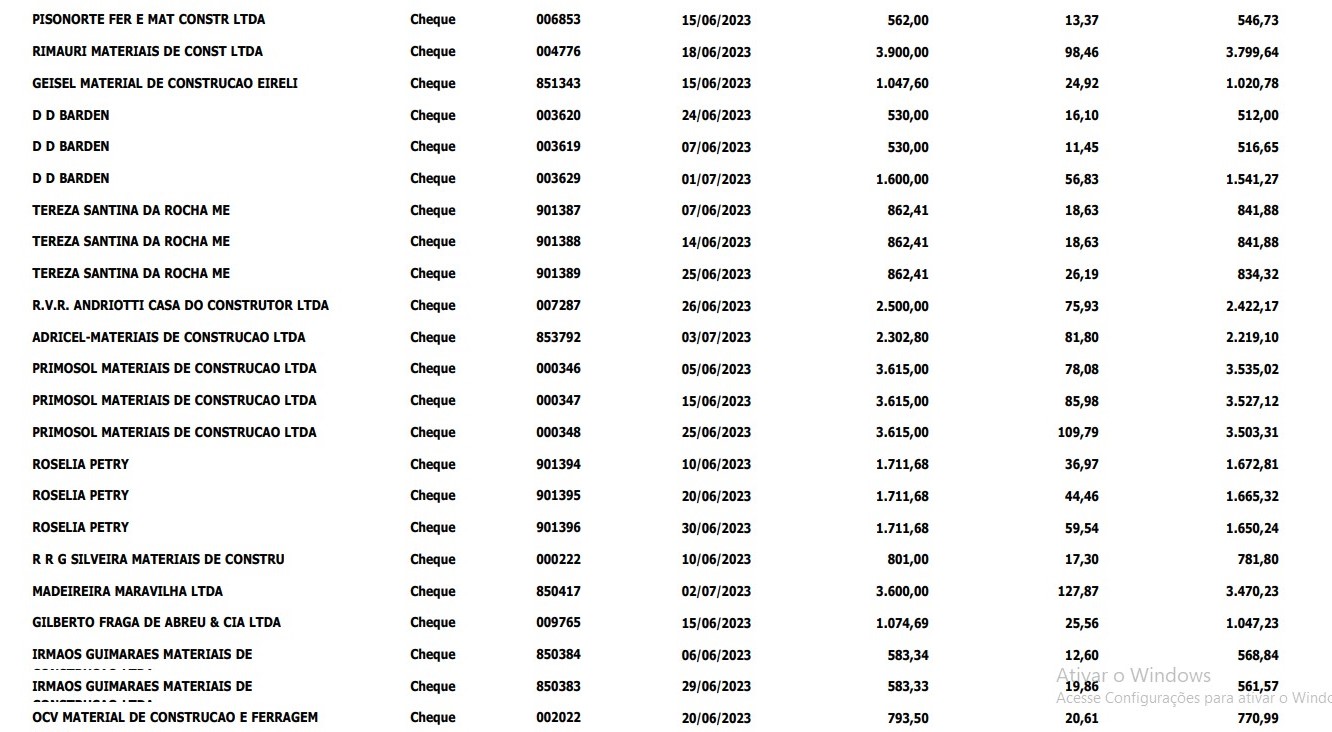 PISONORTE FER E MAT CONSTR LTDA Cheque 006853 15/06/2023 562,00 13,37 546,73
RIMAURI MATERIAIS DE CONST LTDA Cheque 004776 18/06/2023 3.900,00 98,46 3.799,64
GEISEL MATERIAL DE CONSTRUCAO EIRELI Cheque 851343 15/06/2023 1.047,60 24,92 1.020,78
D D BARDEN Cheque 003620 24/06/2023 530,00 16,10 512,00
D D BARDEN Cheque 003619 07/06/2023 530,00 11,45 516,65
D D BARDEN Cheque 003629 01/07/2023 1.600,00 56,83 1.541,27
TEREZA SANTINA DA ROCHA ME Cheque 901387 07/06/2023 862,41 18,63 841,88
TEREZA SANTINA DA ROCHA ME Cheque 901388 14/06/2023 862,41 18,63 841,88
TEREZA SANTINA DA ROCHA ME Cheque 901389 25/06/2023 862,41 26,19 834,32
R.V.R. ANDRIOTTI CASA DO CONSTRUTOR LTDA Cheque 007287 26/06/2023 2.500,00 75,93 2.422,17
ADRICEL-MATERIAIS DE CONSTRUCAO LTDA Cheque 853792 03/07/2023 2.302,80 81,80 2.219,10
PRIMOSOL MATERIAIS DE CONSTRUCAO LTDA Cheque 000346 05/06/2023 3.615,00 78,08 3.535,02
PRIMOSOL MATERIAIS DE CONSTRUCAO LTDA Cheque 000347 15/06/2023 3.615,00 85,98 3.527,12
PRIMOSOL MATERIAIS DE CONSTRUCAO LTDA Cheque 000348 25/06/2023 3.615,00 109,79 3.503,31
ROSELIA PETRY Cheque 901394 10/06/2023 1.711,68 36,97 1.672,81
ROSELIA PETRY Cheque 901395 20/06/2023 1.711,68 44,46 1.665,32
ROSELIA PETRY Cheque 901396 30/06/2023 1.711,68 59,54 1.650,24
R R G SILVEIRA MATERIAIS DE CONSTRU Cheque 000222 10/06/2023 801,00 17,30 781,80
MADEIREIRA MARAVILHA LTDA Cheque 850417 02/07/2023 3.600,00 127,87 3.470,23
GILBERTO FRAGA DE ABREU & CIA LTDA Cheque 009765 15/06/2023 1.074,69 25,56 1.047,23
IRMAOS GUIMARAES MATERIAIS DE Cheque 850384 06/06/2023 583,34 12,60 568,84
Ativar o Windows
IRMAOS GUIMARAES MATERIAIS DE Cheque 850383 29/06/2023 583,33 19,86 561,57
Acesse Configurações para ativar o
OCV MATERIAL DE CONSTRUCAO E FERRAGEM Cheque 002022 20/06/2023 793,50 20,61 770,99